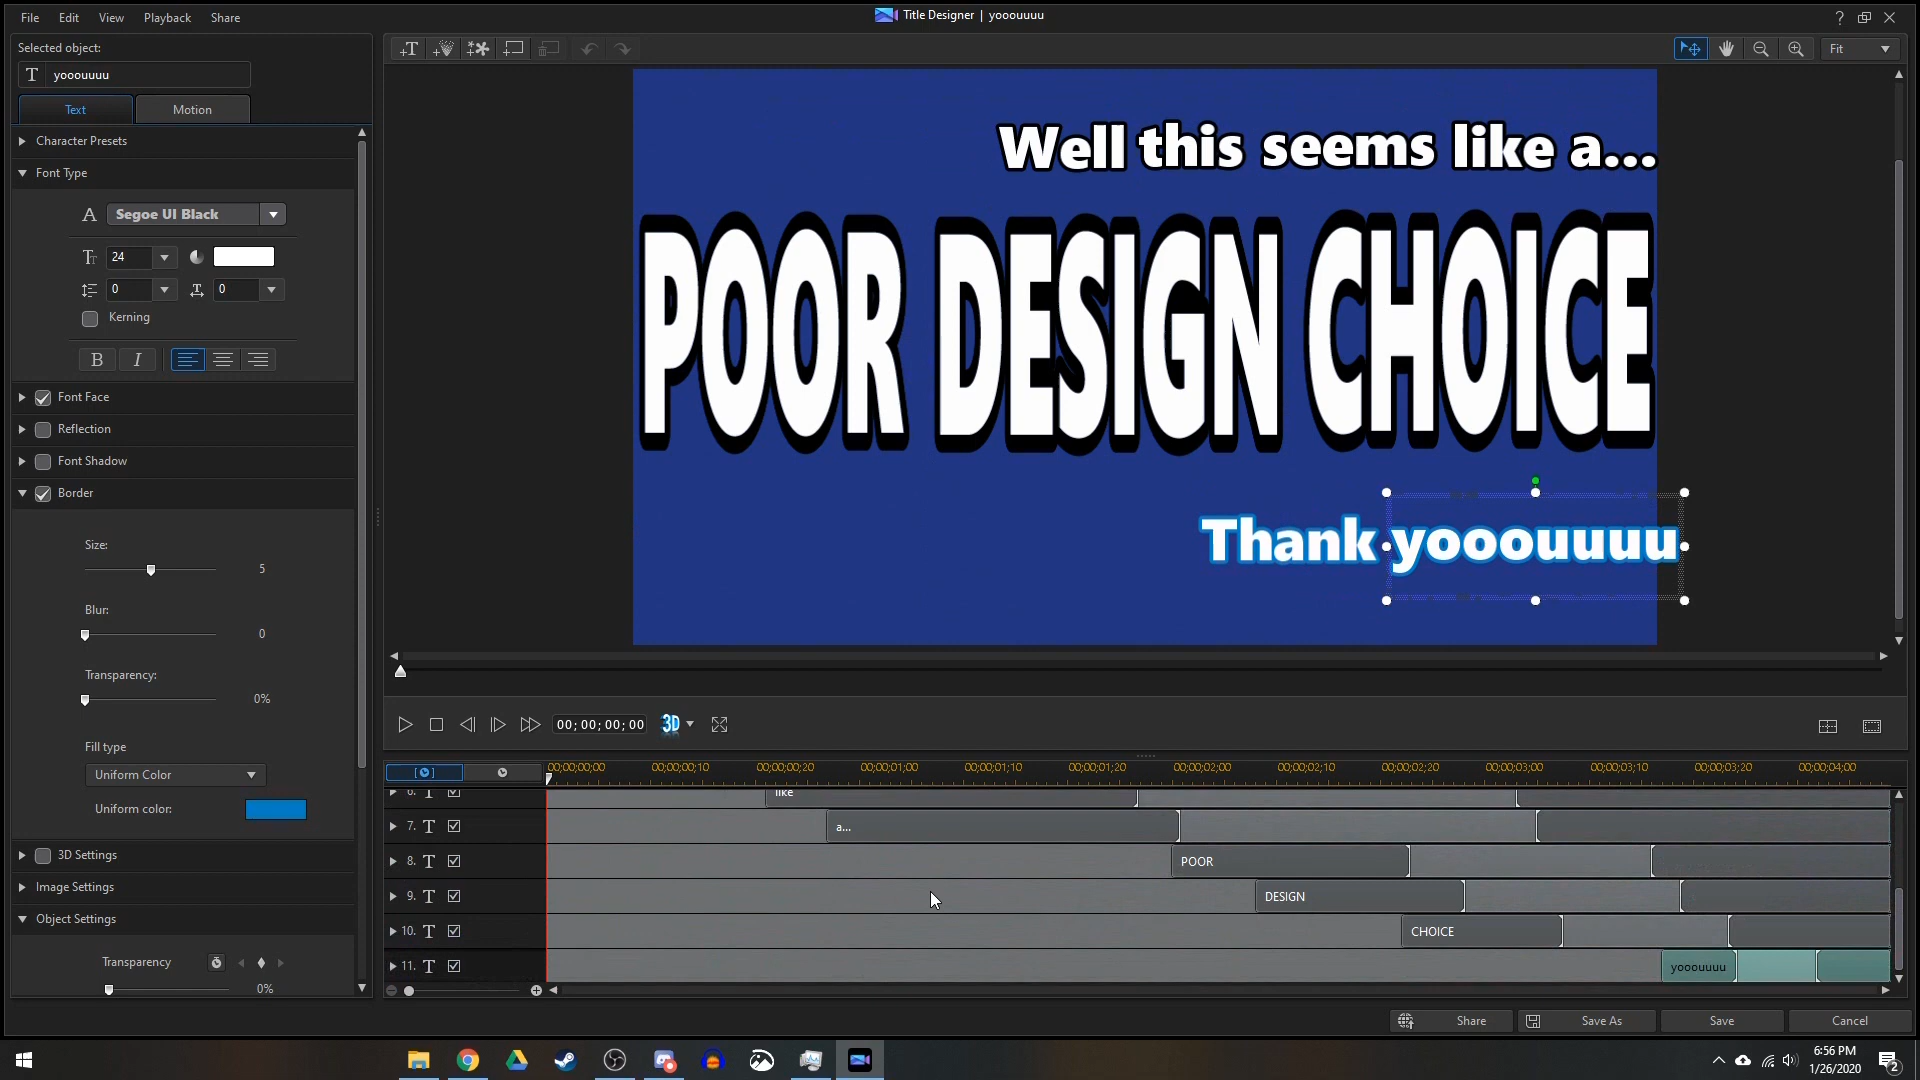 File Edit View Playback Share
Title Designer | yooouuuu
Selected object:
T yooouuuu
Text Motion
Character Presets
Font Type
A Segoe UI Black
24
0 0
Kerning
B I
Font Face
Reflection
Font Shadow
Border
Size:
5
Blur:
0
Transparency:
0%
Fill type
Uniform Color
Uniform color:
3D Settings
Image Settings
Object Settings
Transparency
0%
Fit
Well this seems like a...
POOR DESIGN CHOICE
Thank yooouuuu
00;00;00;00 3D
00;00;00;00 00;00;00;10 00;00;00;20 00;00;01;00 00;00;01;10 00;00;01;20 00;00;02;00 00;00;02;10 00;00;02;20 00;00;03;00 00;00;03;10 00;00;03;20 00;00;04;00
6. T like
7. T a...
8. T POOR
9. T DESIGN
10. T CHOICE
11. T yooouuuu
Share Save As Save Cancel
6:56 PM
1/26/2020
2